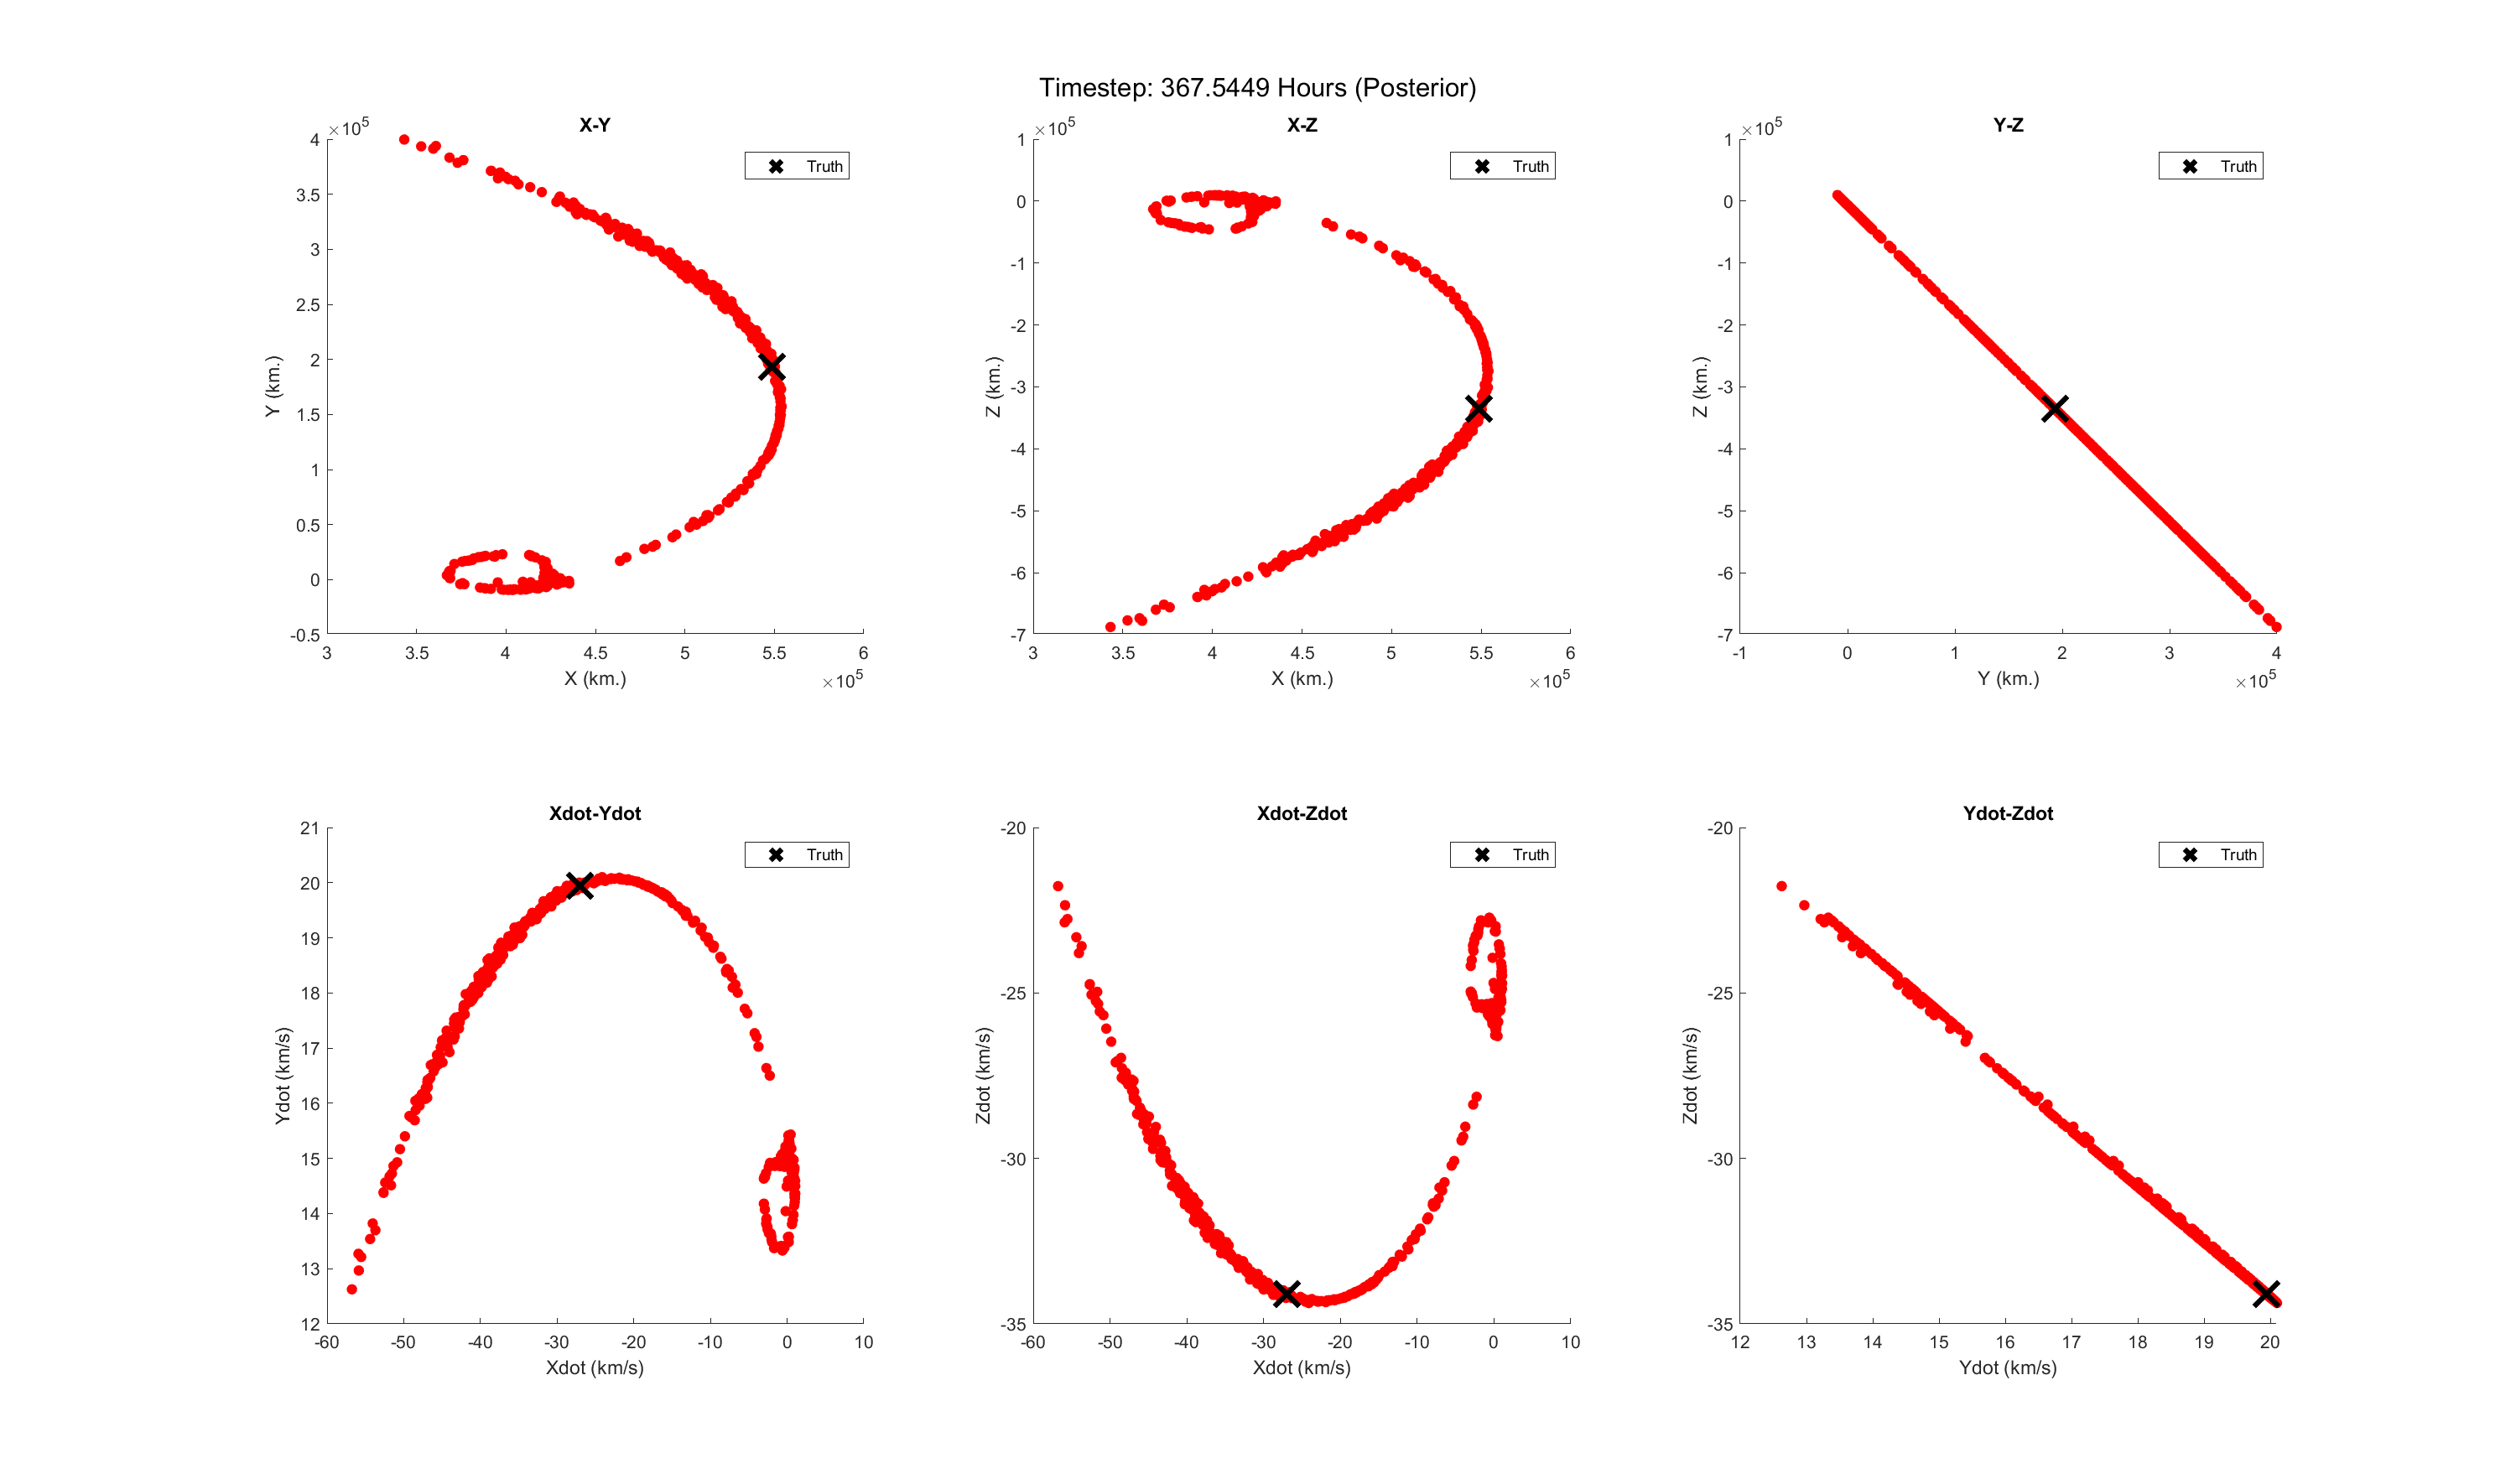 Timestep: 367.5449 Hours (Posterior)
X-Y
×10^5
Truth
4
3.5
3
2.5
2
1.5
1
0.5
0
-0.5
Y (km.)
3 3.5 4 4.5 5 5.5 6
X (km.)
×10^5
X-Z
×10^5
Truth
1
0
-1
-2
-3
-4
-5
-6
-7
Z (km.)
3 3.5 4 4.5 5 5.5 6
X (km.)
×10^5
Y-Z
×10^5
Truth
1
0
-1
-2
-3
-4
-5
-6
-7
Z (km.)
-1 0 1 2 3 4
Y (km.)
×10^5
Xdot-Ydot
Truth
21
20
19
18
17
16
15
14
13
12
Ydot (km/s)
-60 -50 -40 -30 -20 -10 0 10
Xdot (km/s)
Xdot-Zdot
Truth
-20
-25
-30
-35
Zdot (km/s)
-60 -50 -40 -30 -20 -10 0 10
Xdot (km/s)
Ydot-Zdot
Truth
-20
-25
-30
-35
Zdot (km/s)
12 13 14 15 16 17 18 19 20
Ydot (km/s)